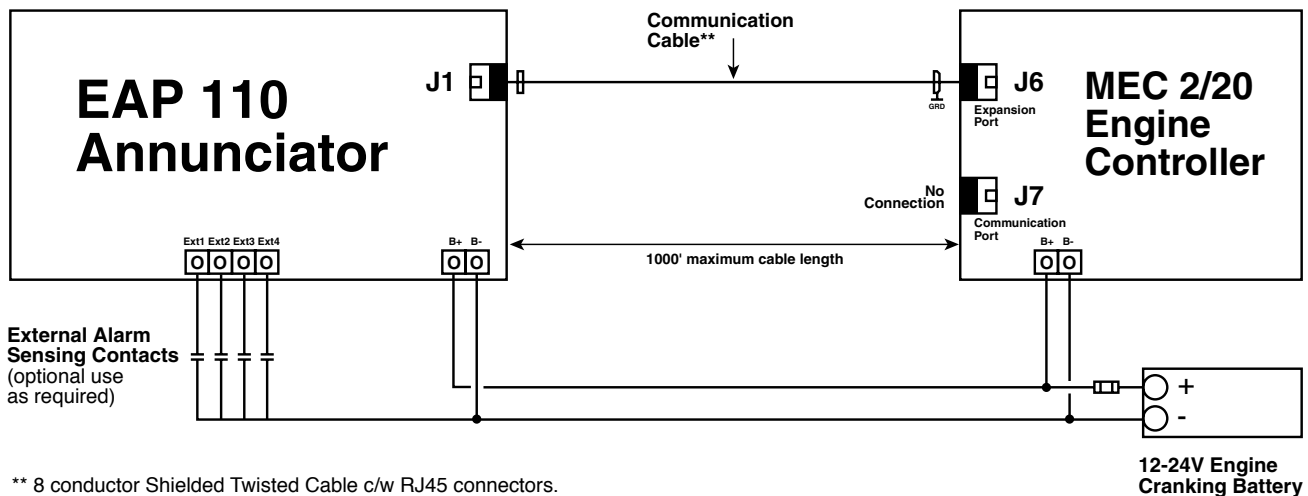 Communication
Cable**
EAP 110
Annunciator
J1
GRD
J6
Expansion
Port
MEC 2/20
Engine
Controller
No
Connection
J7
Communication
Port
Ext1 Ext2 Ext3 Ext4
O O O O
B+ B-
O O
1000' maximum cable length
B+ B-
O O
External Alarm
Sensing Contacts
(optional use
as required)
+
-
12-24V Engine
Cranking Battery
** 8 conductor Shielded Twisted Cable c/w RJ45 connectors.